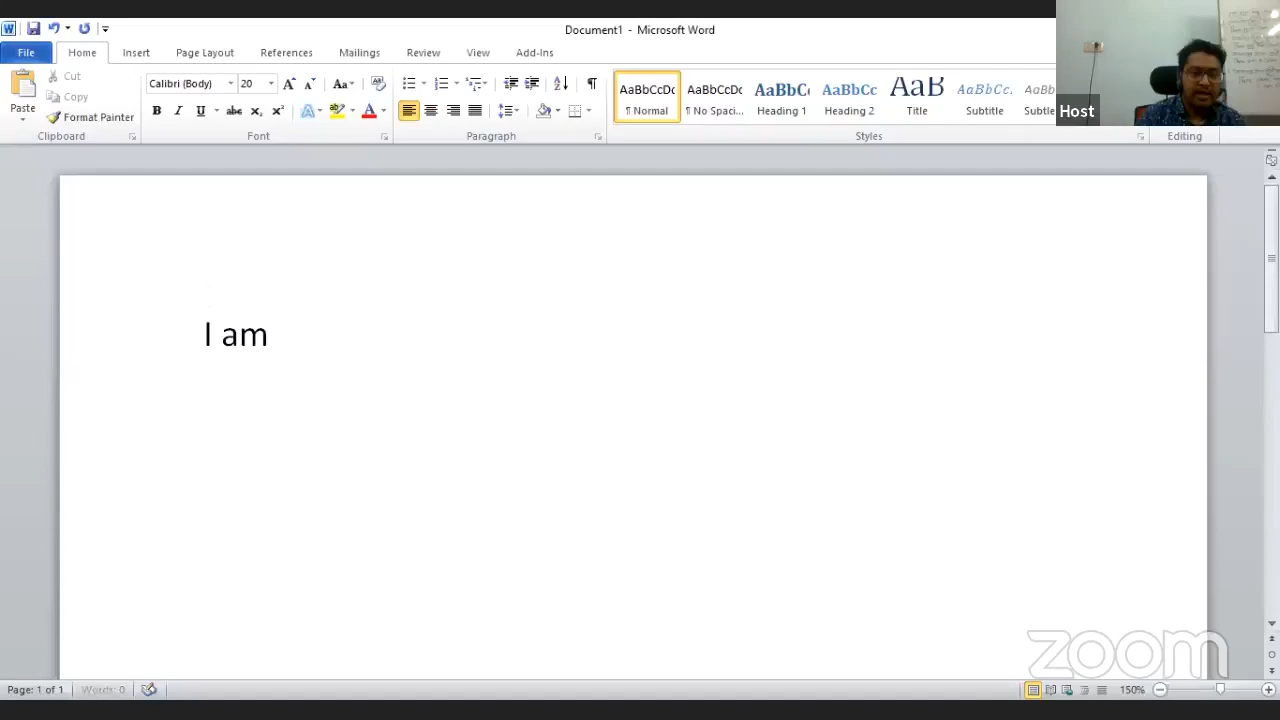 Document1 - Microsoft Word
File Home Insert Page Layout References Mailings Review View Add-Ins
Paste
Cut
Copy
Format Painter
Clipboard
Calibri (Body) 20
Font
Paragraph
AaBbCcDc AaBbCcDc AaBbCc AaBbCc AaB AaBbCc. AaBb
¶ Normal ¶ No Spaci... Heading 1 Heading 2 Title Subtitle Subtle
Styles
Editing
Host
I am
zoom
Page: 1 of 1 Words: 0 150%